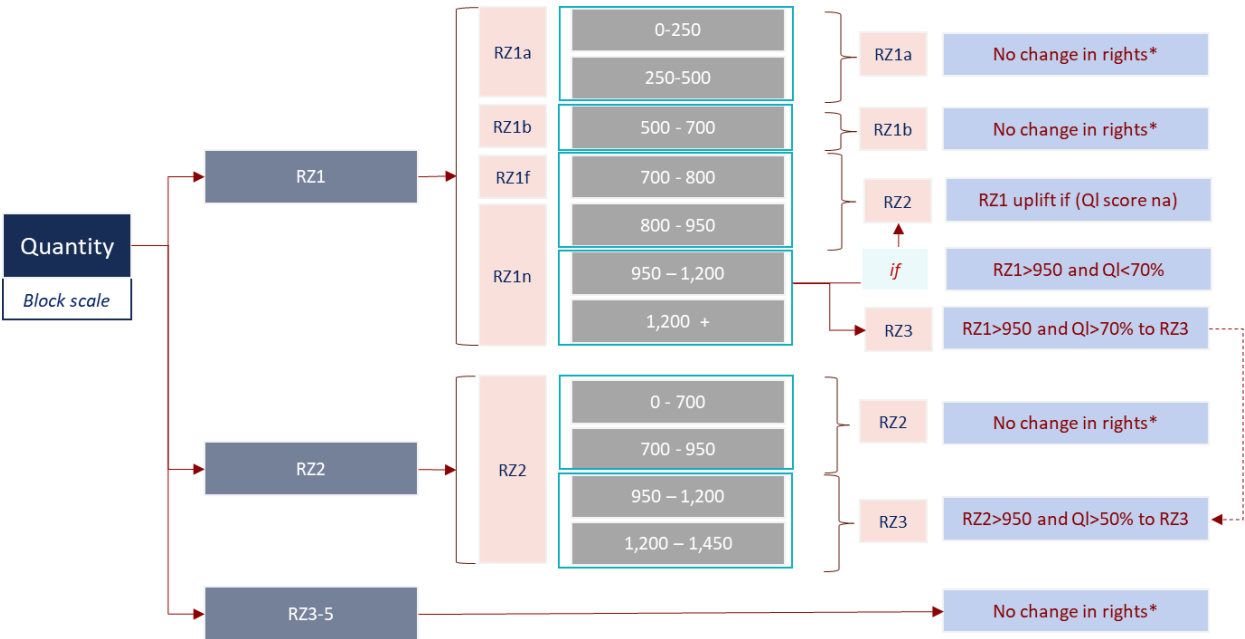 Quantity
Block scale
RZ1
RZ1a
0-250
250-500
RZ1a
No change in rights*
RZ1b
500 - 700
RZ1b
No change in rights*
RZ1f
700 - 800
RZ2
RZ1 uplift if (Ql score na)
RZ1n
800 - 950
950 – 1,200
if
RZ1>950 and Ql<70%
1,200 +
RZ3
RZ1>950 and Ql>70% to RZ3
RZ2
RZ2
0 - 700
700 - 950
RZ2
No change in rights*
950 – 1,200
1,200 – 1,450
RZ3
RZ2>950 and Ql>50% to RZ3
RZ3-5
No change in rights*